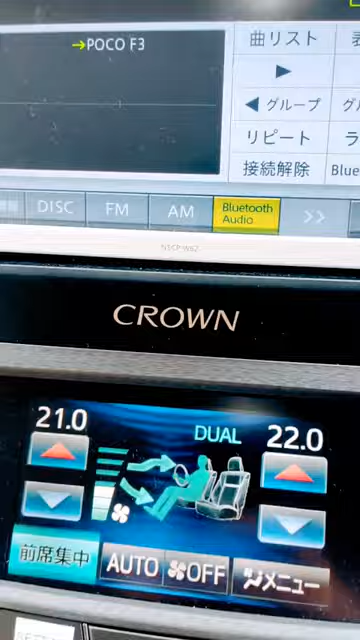 →POCO F3
曲リスト
▶
◀ グループ
リピート
接続解除
Blue
DISC
FM
AM
Bluetooth
Audio
>>
CROWN
21.0
DUAL
22.0
前席集中
AUTO
OFF
メニュー